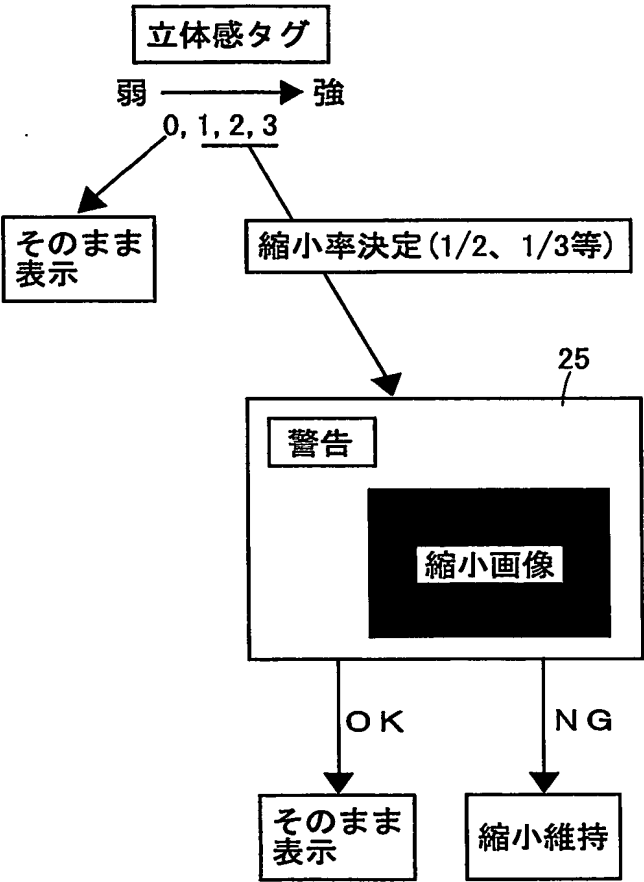 立体感タグ
弱 強
0, 1, 2, 3
そのまま
表示
縮小率決定(1/2、1/3等)
25
警告
縮小画像
OK
NG
そのまま
表示
縮小維持